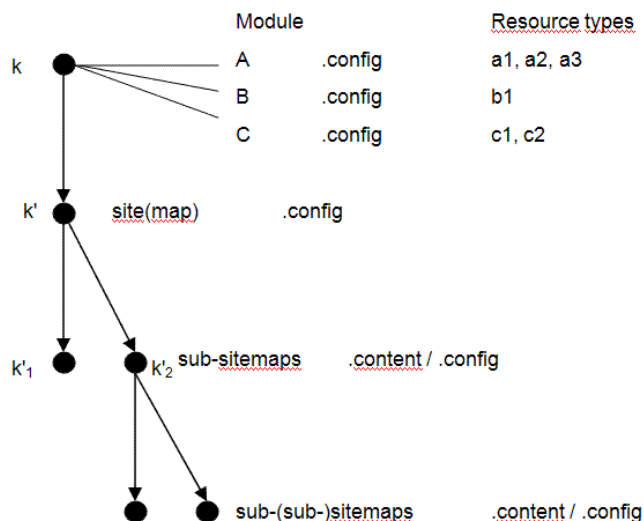 Module Resource types
k A .config a1, a2, a3
B .config b1
C .config c1, c2
k' site(map) .config
k'₁ k'₂ sub-sitemaps .content / .config
sub-(sub-)sitemaps .content / .config